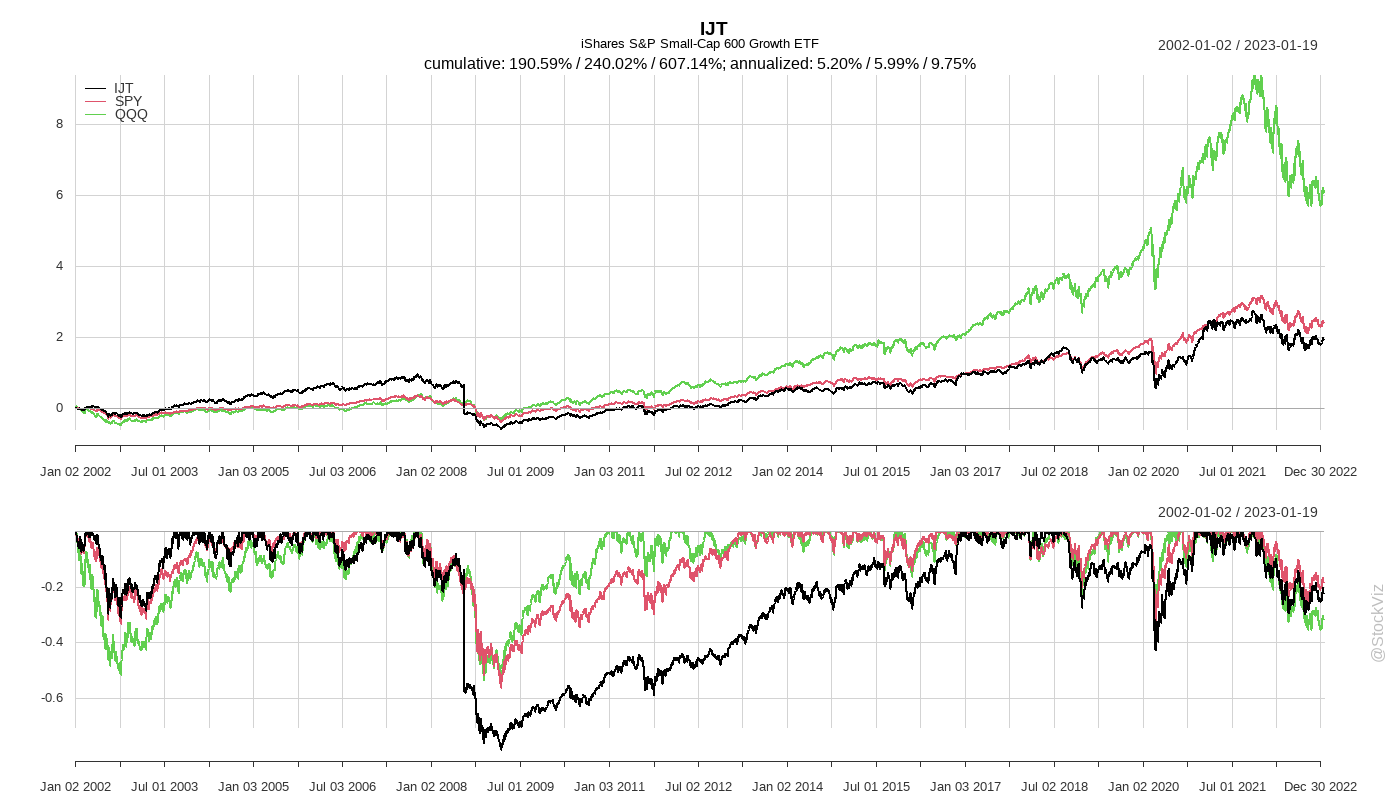 IJT
iShares S&P Small-Cap 600 Growth ETF
2002-01-02 / 2023-01-19
cumulative: 190.59% / 240.02% / 607.14%; annualized: 5.20% / 5.99% / 9.75%
IJT
SPY
QQQ
8
6
4
2
0
Jan 02 2002 Jul 01 2003 Jan 03 2005 Jul 03 2006 Jan 02 2008 Jul 01 2009 Jan 03 2011 Jul 02 2012 Jan 02 2014 Jul 01 2015 Jan 03 2017 Jul 02 2018 Jan 02 2020 Jul 01 2021 Dec 30 2022
2002-01-02 / 2023-01-19
-0.2
-0.4
-0.6
Jan 02 2002 Jul 01 2003 Jan 03 2005 Jul 03 2006 Jan 02 2008 Jul 01 2009 Jan 03 2011 Jul 02 2012 Jan 02 2014 Jul 01 2015 Jan 03 2017 Jul 02 2018 Jan 02 2020 Jul 01 2021 Dec 30 2022
@StockViz